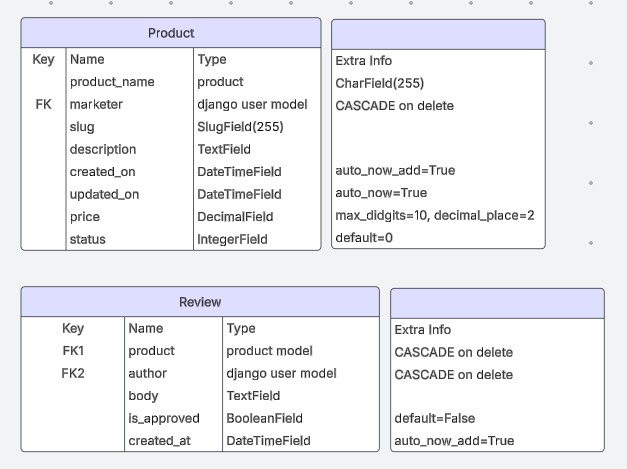 Product
Key Name Type Extra Info
product_name product CharField(255)
FK marketer django user model CASCADE on delete
slug SlugField(255)
description TextField
created_on DateTimeField auto_now_add=True
updated_on DateTimeField auto_now=True
price DecimalField max_didgits=10, decimal_place=2
status IntegerField default=0
Review
Key Name Type Extra Info
FK1 product product model CASCADE on delete
FK2 author django user model CASCADE on delete
body TextField
is_approved BooleanField default=False
created_at DateTimeField auto_now_add=True